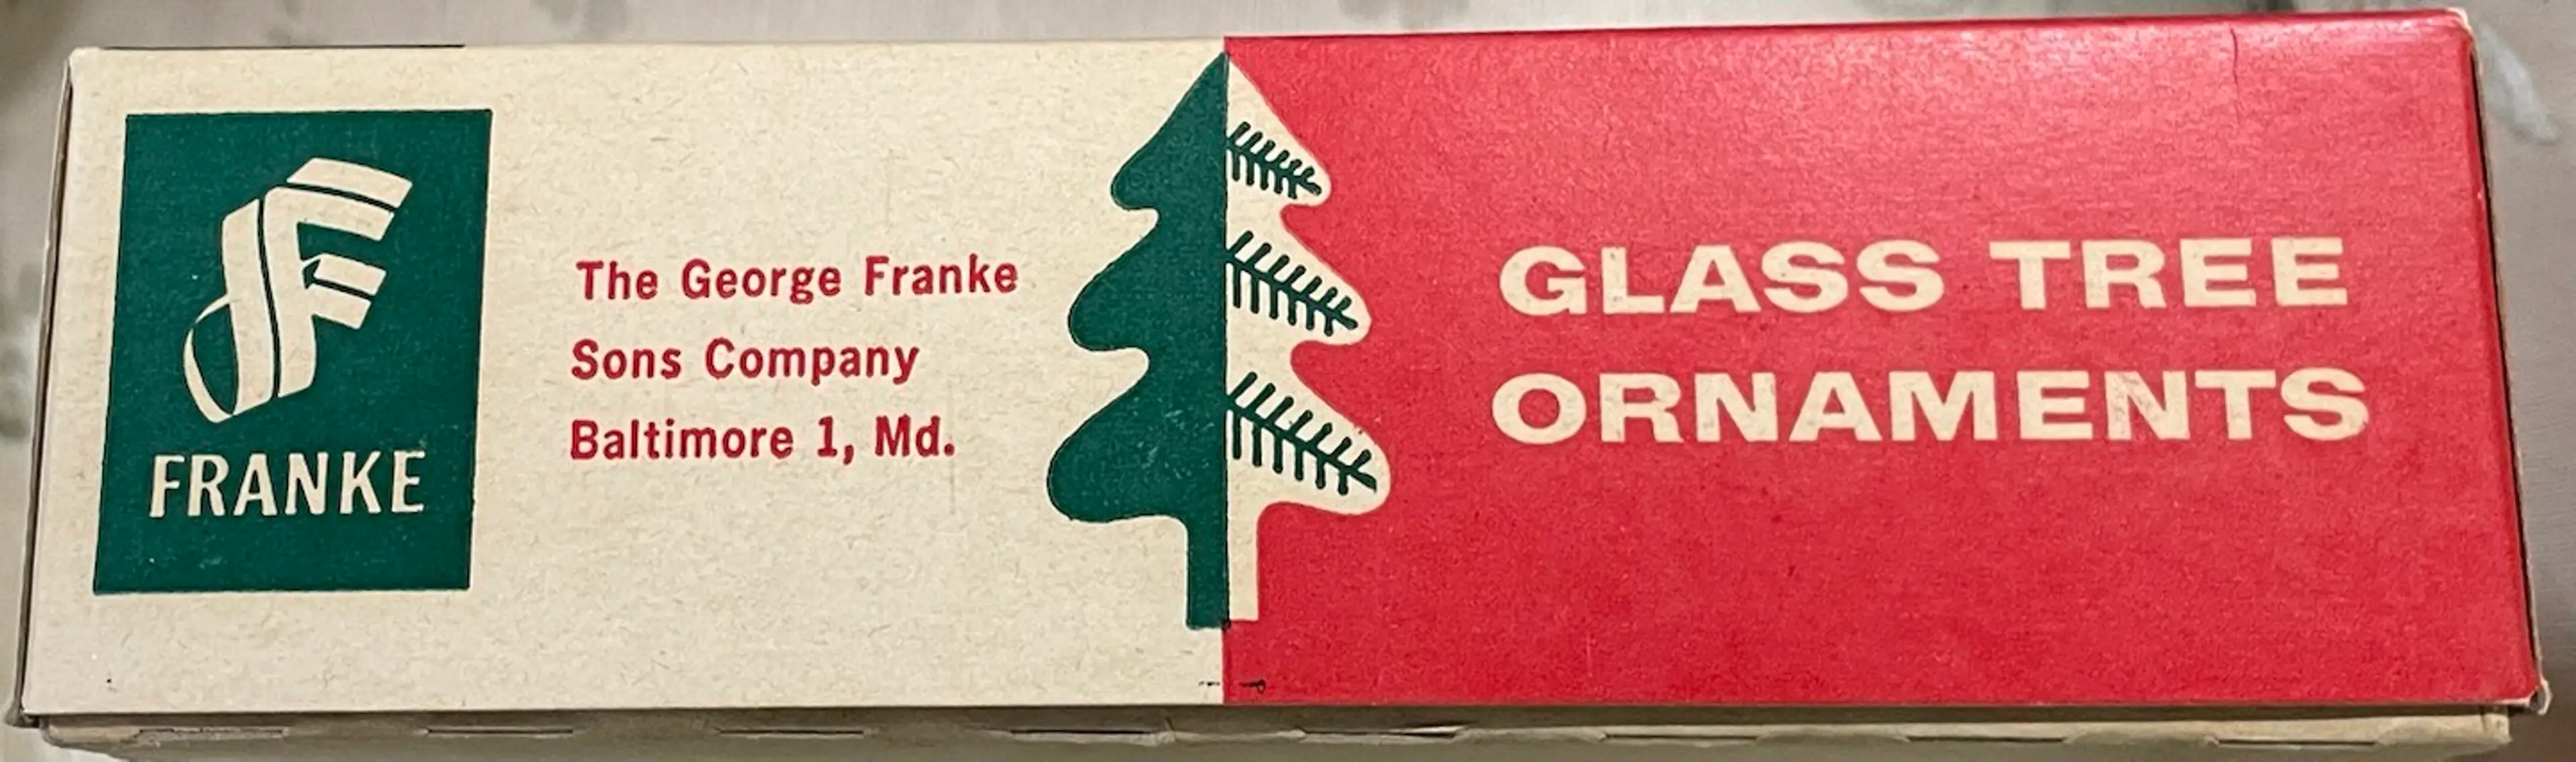 FRANKE
The George Franke
Sons Company
Baltimore 1, Md.
GLASS TREE
ORNAMENTS